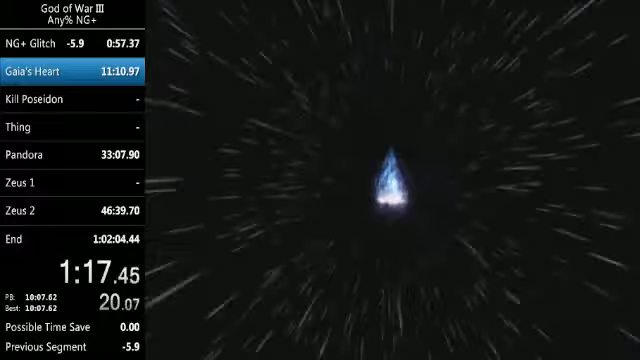 God of War III
Any% NG+
NG+ Glitch -5.9 0:57.37
Gaia's Heart 11:10.97
Kill Poseidon -
Thing -
Pandora 33:07.90
Zeus 1 -
Zeus 2 46:39.70
End 1:02:04.44
1:17.45
PB: 10:07.62
Best: 10:07.62
20.07
Possible Time Save 0.00
Previous Segment -5.9